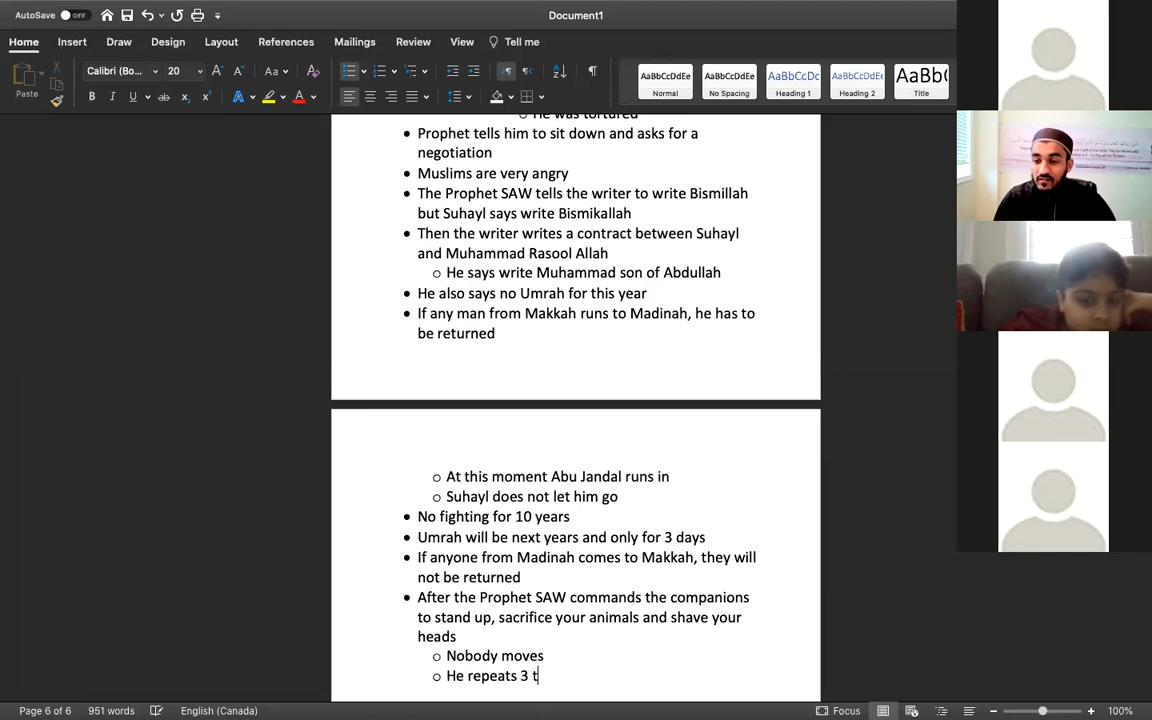 AutoSave OFF Document1
Home Insert Draw Design Layout References Mailings Review View Tell me
Calibri (Bo... 20 Aa AaBbCcDdEe AaBbCcDdEe AaBbCcDc AaBbCcDdEe AaBb(
Paste B I U ab x₂ x² A A Normal No Spacing Heading 1 Heading 2 Title
He was tortured
Prophet tells him to sit down and asks for a
negotiation
Muslims are very angry
The Prophet SAW tells the writer to write Bismillah
but Suhayl says write Bismikallah
Then the writer writes a contract between Suhayl
and Muhammad Rasool Allah
He says write Muhammad son of Abdullah
He also says no Umrah for this year
If any man from Makkah runs to Madinah, he has to
be returned
At this moment Abu Jandal runs in
Suhayl does not let him go
No fighting for 10 years
Umrah will be next years and only for 3 days
If anyone from Madinah comes to Makkah, they will
not be returned
After the Prophet SAW commands the companions
to stand up, sacrifice your animals and shave your
heads
Nobody moves
He repeats 3 t
Page 6 of 6 951 words English (Canada) Focus 100%